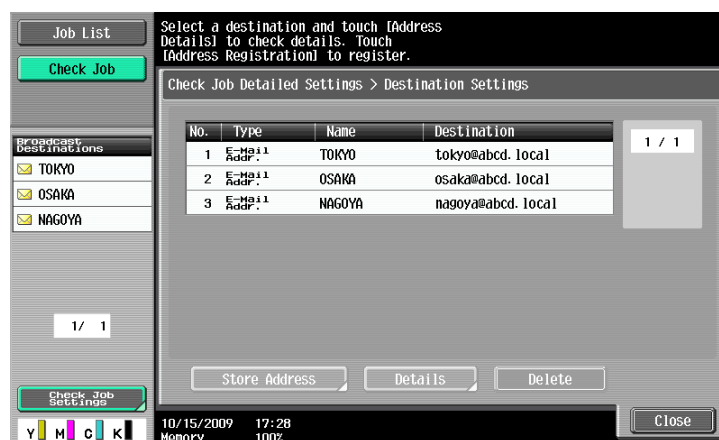 Job List
Check Job
Select a destination and touch [Address
Details] to check details. Touch
[Address Registration] to register.
Check Job Detailed Settings > Destination Settings
Broadcast
Destinations
TOKYO
OSAKA
NAGOYA
1/ 1
No. Type Name Destination
1 E-Mail Addr. TOKYO tokyo@abcd.local
2 E-Mail Addr. OSAKA osaka@abcd.local
3 E-Mail Addr. NAGOYA nagoya@abcd.local
1 / 1
Store Address Details Delete
Check Job
Settings
Y M C K
10/15/2009 17:28
Memory 100%
Close